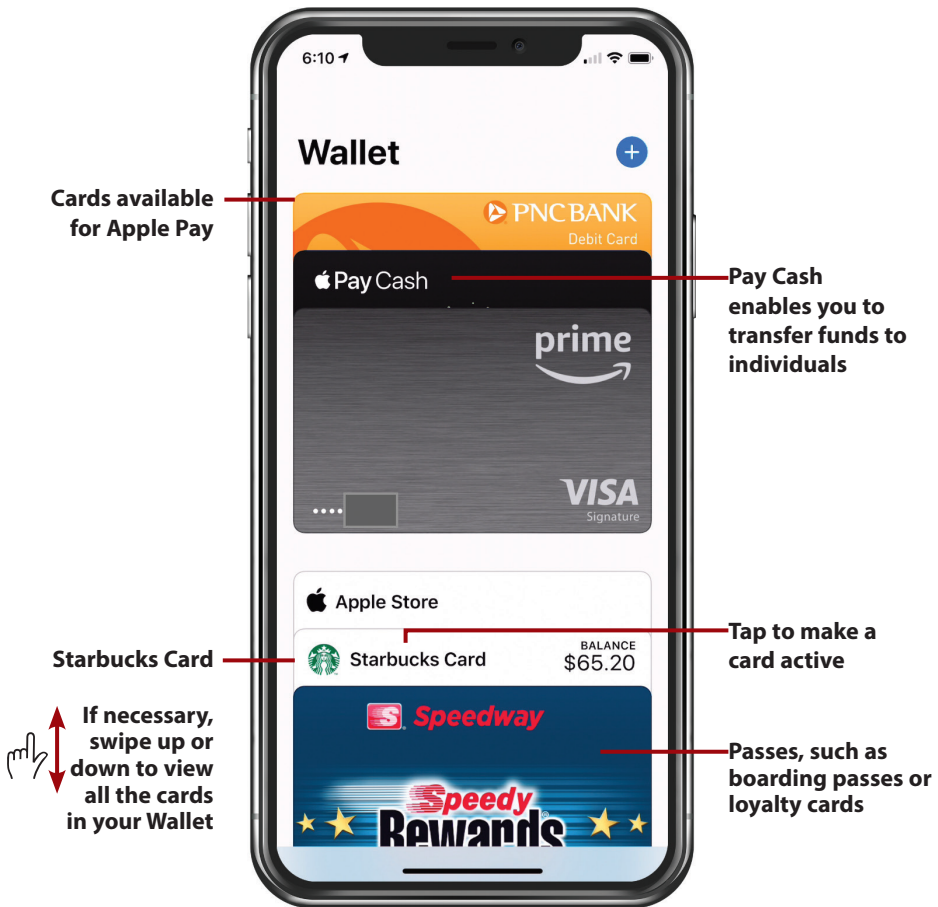 6:10
Wallet
Cards available
for Apple Pay
PNC BANK
Debit Card
Pay Cash
Pay Cash
enables you to
transfer funds to
individuals
prime
VISA
Signature
Apple Store
Starbucks Card
Starbucks Card
BALANCE
$65.20
Tap to make a
card active
If necessary,
swipe up or
down to view
all the cards
in your Wallet
S Speedway
Speedy
Rewards
Passes, such as
boarding passes or
loyalty cards